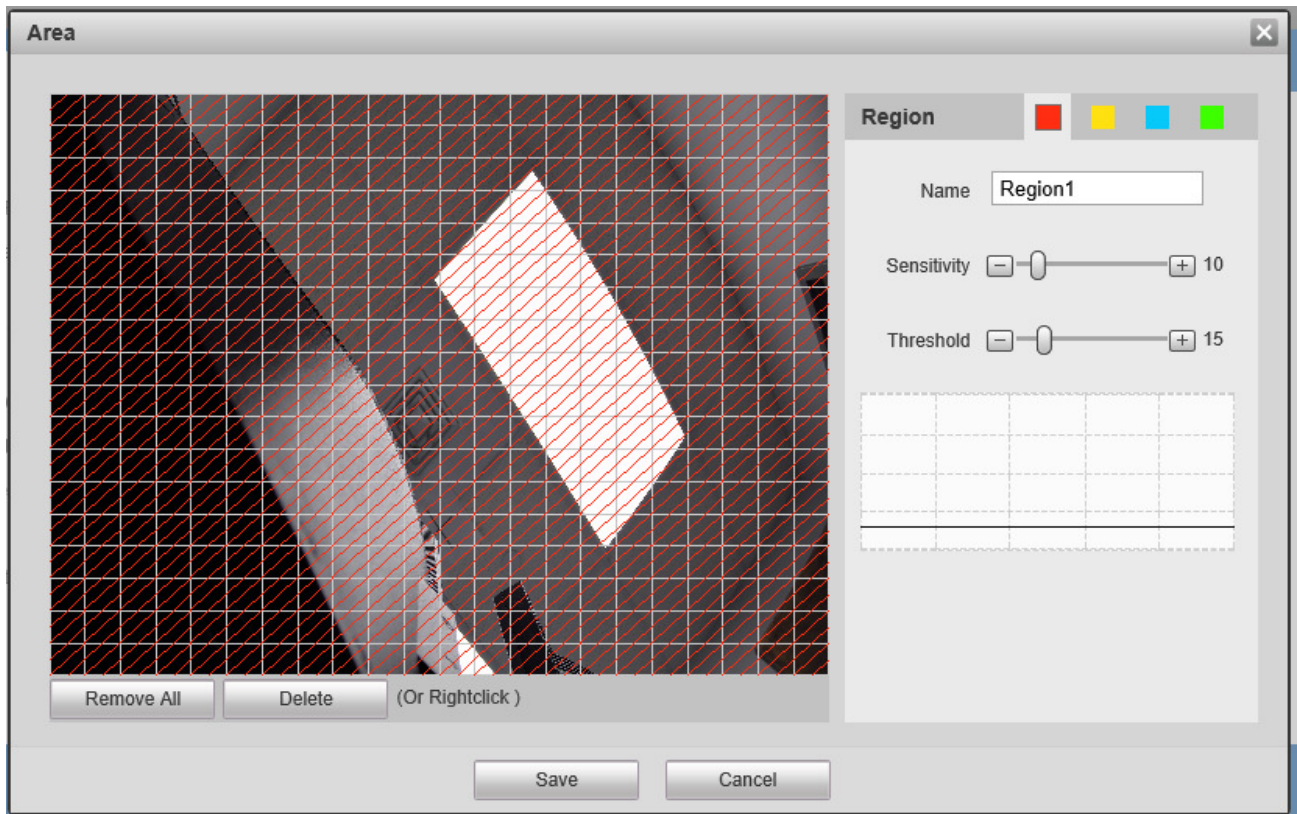 Area
Region
Name Region1
Sensitivity 10
Threshold 15
Remove All Delete (Or Rightclick )
Save Cancel